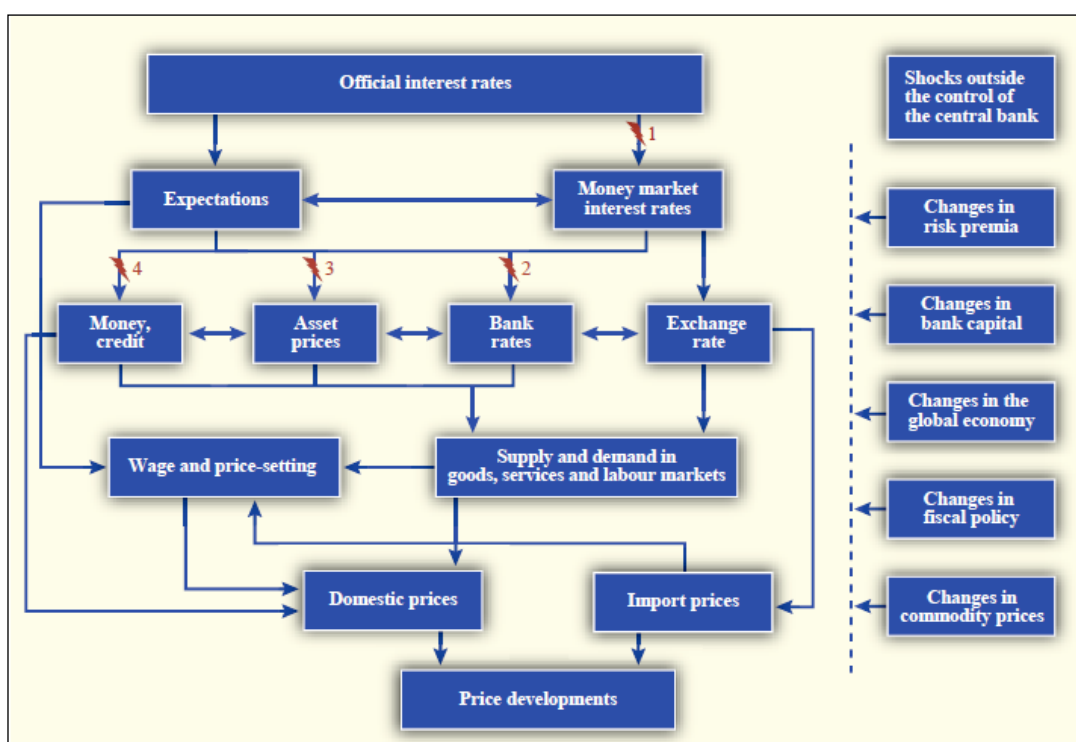 Official interest rates
Shocks outside
the control of
the central bank
1
Expectations
Money market
interest rates
Changes in
risk premia
4
3
2
Money,
credit
Asset
prices
Bank
rates
Exchange
rate
Changes in
bank capital
Changes in the
global economy
Wage and price-setting
Supply and demand in
goods, services and labour markets
Changes in
fiscal policy
Domestic prices
Import prices
Changes in
commodity prices
Price developments